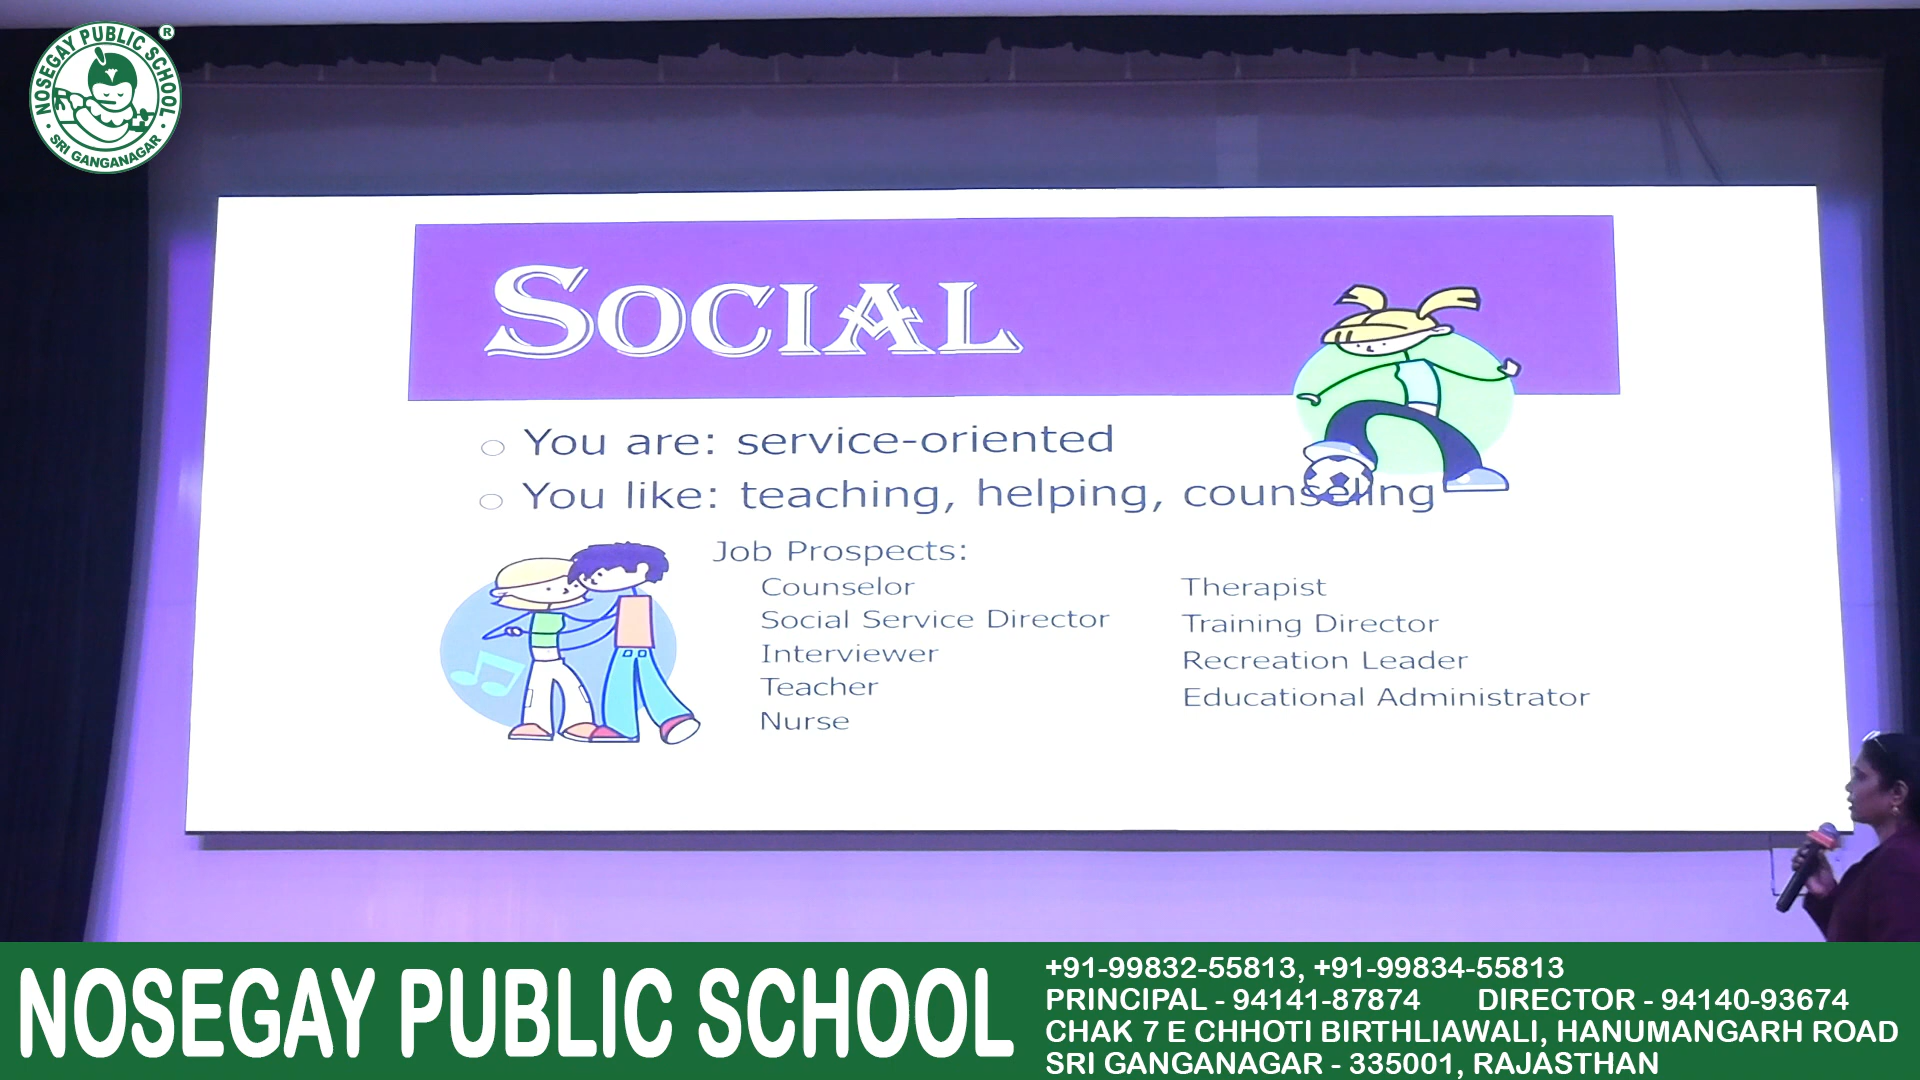 NOSEGAY PUBLIC SCHOOL
®
SRI GANGANAGAR
SOCIAL
You are: service-oriented
You like: teaching, helping, counseling
Job Prospects:
Counselor
Social Service Director
Interviewer
Teacher
Nurse
Therapist
Training Director
Recreation Leader
Educational Administrator
NOSEGAY PUBLIC SCHOOL
+91-99832-55813, +91-99834-55813
PRINCIPAL - 94141-87874 DIRECTOR - 94140-93674
CHAK 7 E CHHOTI BIRTHLIAWALI, HANUMANGARH ROAD
SRI GANGANAGAR - 335001, RAJASTHAN